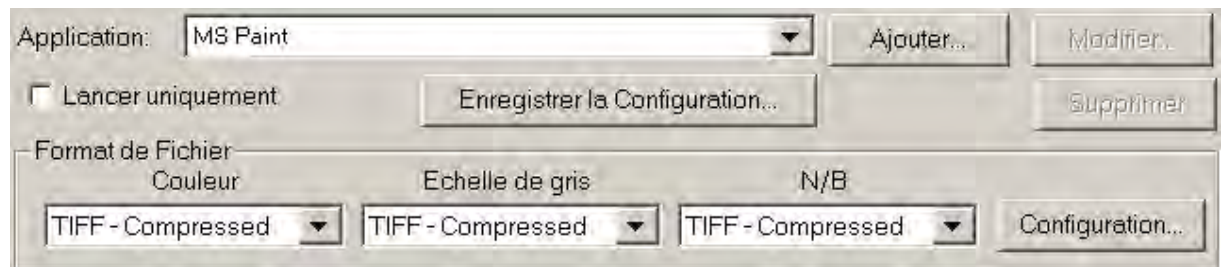 Application: MS Paint Ajouter... Modifier...
Lancer uniquement Enregistrer la Configuration... Supprimer
Format de Fichier
Couleur Echelle de gris N/B
TIFF - Compressed TIFF - Compressed TIFF - Compressed Configuration...